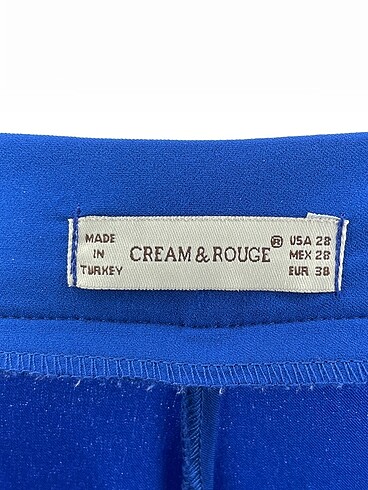 MADE
IN
TURKEY
CREAM & ROUGE ®
USA 28
MEX 28
EUR 38